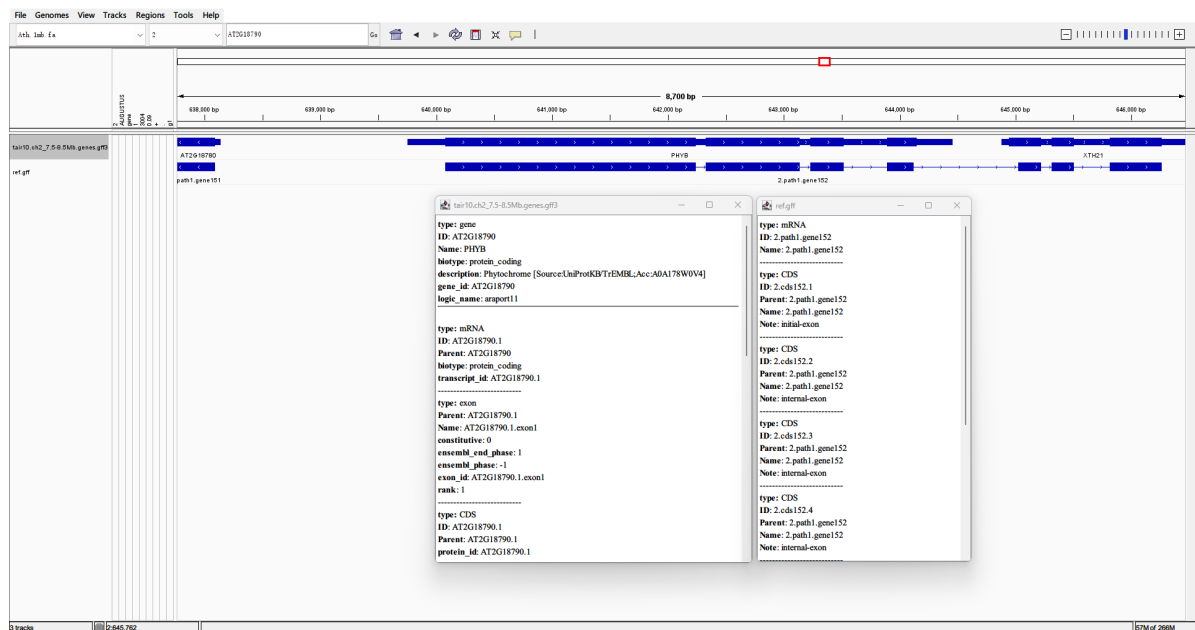 File Genomes View Tracks Regions Tools Help
Ath.1mb.fa 2 AT2G18790 Go
8,700 bp
638,000 bp 639,000 bp 640,000 bp 641,000 bp 642,000 bp 643,000 bp 644,000 bp 645,000 bp 646,000 bp
2
AUGUSTUS
gene
1
3004
0.09
+
.
g1
tair10.ch2_7.5-8.5Mb.genes.gff3
AT2G18780 PHYB XTH21
ref.gff
path1.gene151 2.path1.gene152
tair10.ch2_7.5-8.5Mb.genes.gff3
type: gene
ID: AT2G18790
Name: PHYB
biotype: protein_coding
description: Phytochrome [Source:UniProtKB/TrEMBL;Acc:A0A178W0V4]
gene_id: AT2G18790
logic_name: araport11
type: mRNA
ID: AT2G18790.1
Parent: AT2G18790
biotype: protein_coding
transcript_id: AT2G18790.1
---------------------------
type: exon
Parent: AT2G18790.1
Name: AT2G18790.1.exon1
constitutive: 0
ensembl_end_phase: 1
ensembl_phase: -1
exon_id: AT2G18790.1.exon1
rank: 1
---------------------------
type: CDS
ID: AT2G18790.1
Parent: AT2G18790.1
protein_id: AT2G18790.1
ref.gff
type: mRNA
ID: 2.path1.gene152
Name: 2.path1.gene152
---------------------------
type: CDS
ID: 2.cds152.1
Parent: 2.path1.gene152
Name: 2.path1.gene152
Note: initial-exon
---------------------------
type: CDS
ID: 2.cds152.2
Parent: 2.path1.gene152
Name: 2.path1.gene152
Note: internal-exon
---------------------------
type: CDS
ID: 2.cds152.3
Parent: 2.path1.gene152
Name: 2.path1.gene152
Note: internal-exon
---------------------------
type: CDS
ID: 2.cds152.4
Parent: 2.path1.gene152
Name: 2.path1.gene152
Note: internal-exon
---------------------------
3 tracks 2:645,762 57M of 266M